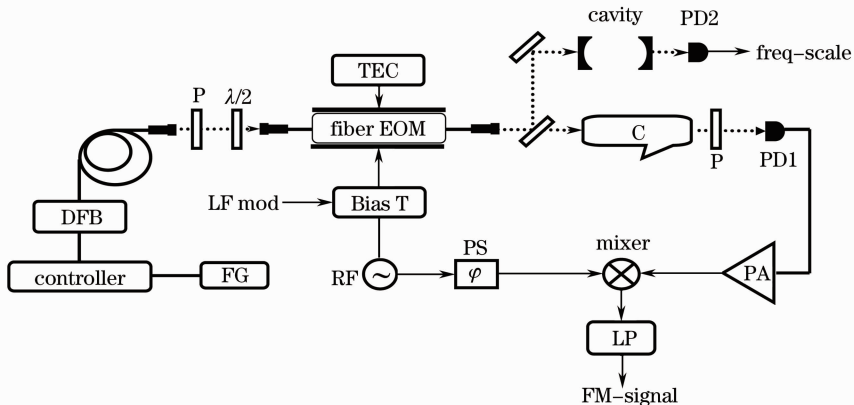 cavity
PD2
freq-scale
TEC
P
λ/2
fiber EOM
C
P
PD1
LF mod
Bias T
DFB
controller
FG
RF
~
PS
φ
mixer
PA
LP
FM-signal